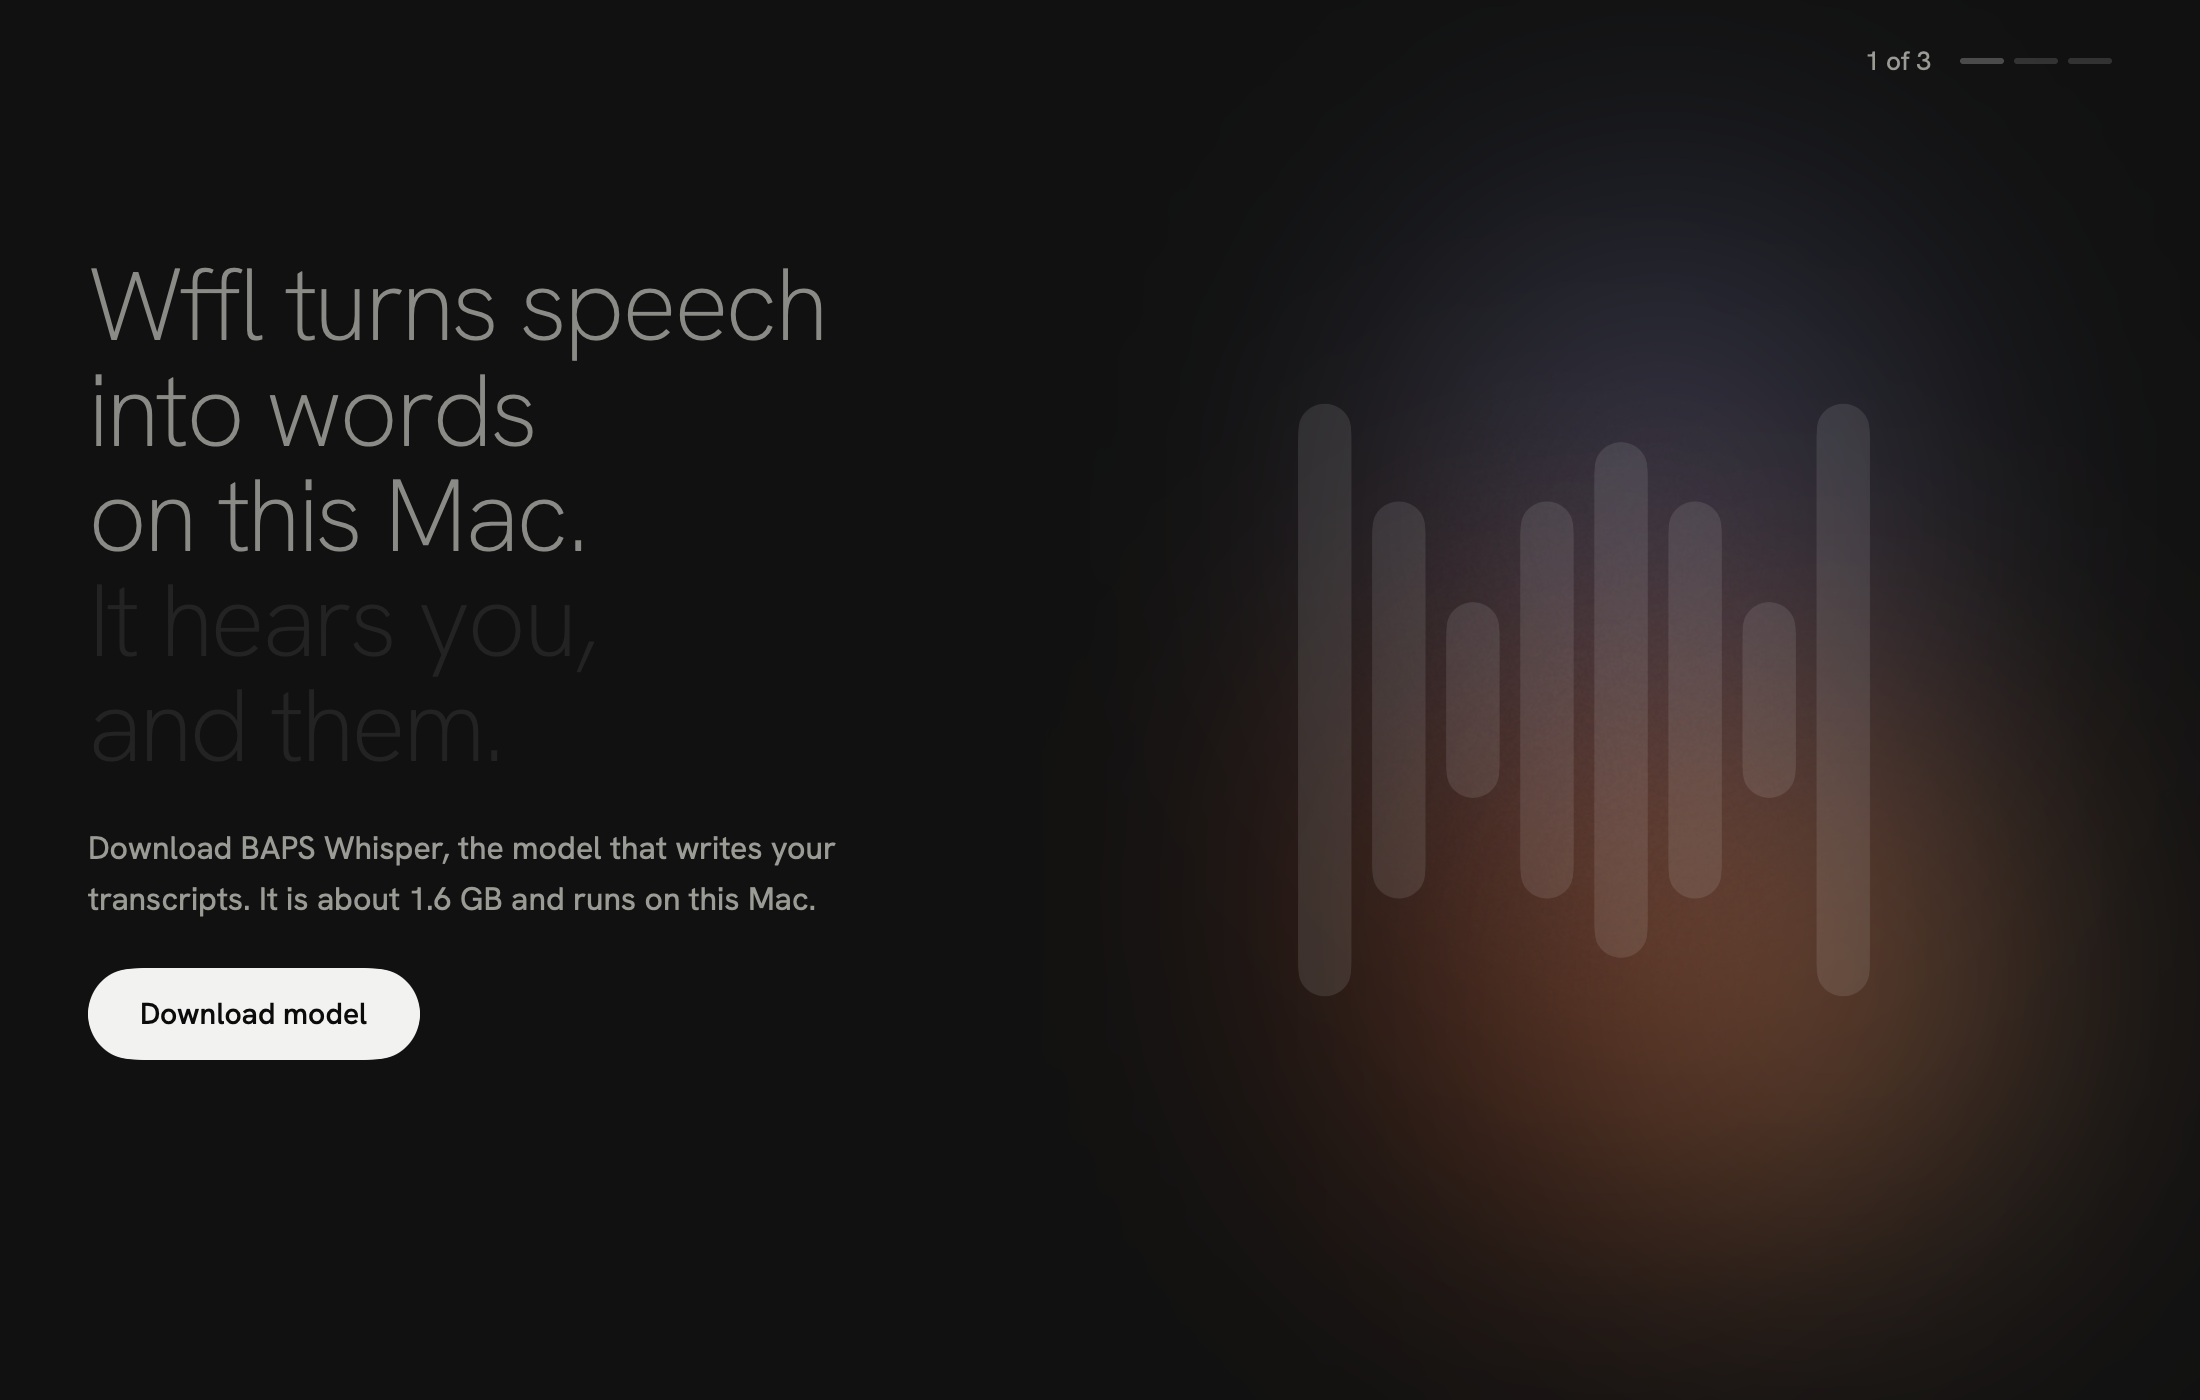 1 of 3
Wffl turns speech
into words
on this Mac.
It hears you,
and them.
Download BAPS Whisper, the model that writes your
transcripts. It is about 1.6 GB and runs on this Mac.
Download model